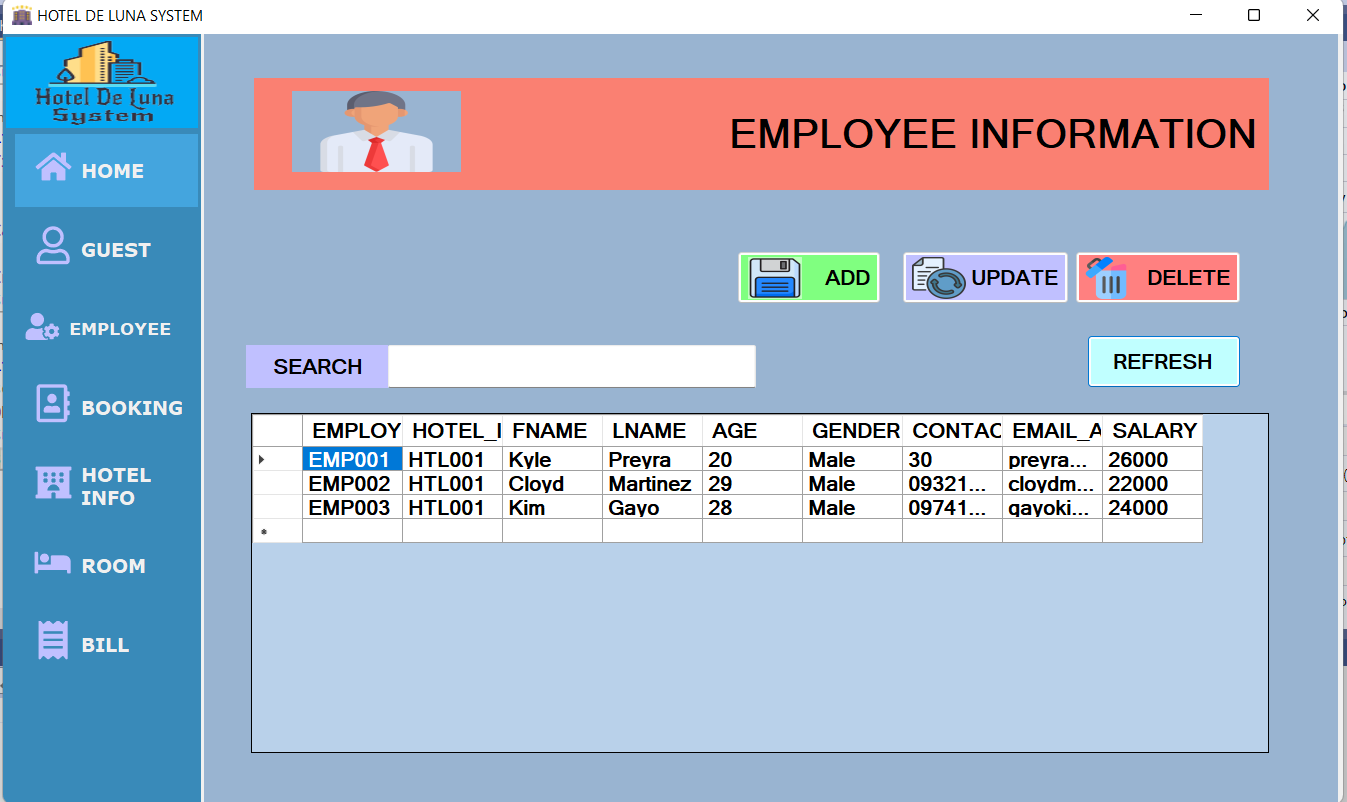 HOTEL DE LUNA SYSTEM
Hotel De Luna
System
HOME
GUEST
EMPLOYEE
BOOKING
HOTEL
INFO
ROOM
BILL
EMPLOYEE INFORMATION
ADD UPDATE DELETE
SEARCH
REFRESH
EMPLOY HOTEL_I FNAME LNAME AGE GENDER CONTAC EMAIL_A SALARY
EMP001 HTL001 Kyle Preyra 20 Male 30 preyra... 26000
EMP002 HTL001 Cloyd Martinez 29 Male 09321... cloydm... 22000
EMP003 HTL001 Kim Gayo 28 Male 09741... gayoki... 24000